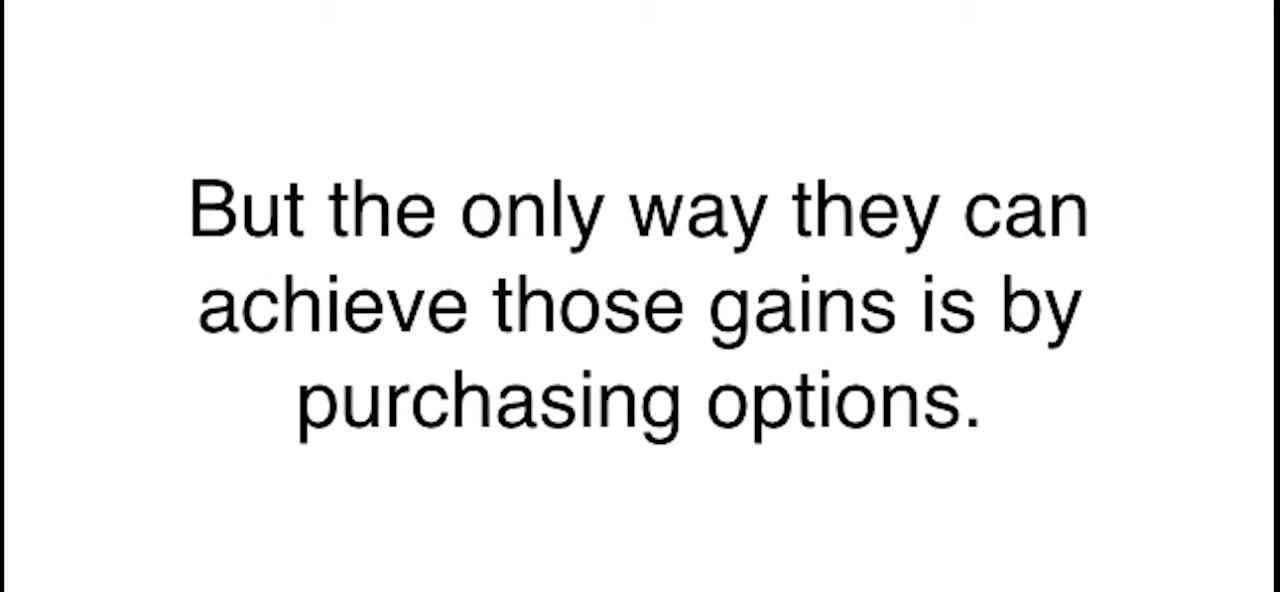 But the only way they can
achieve those gains is by
purchasing options.